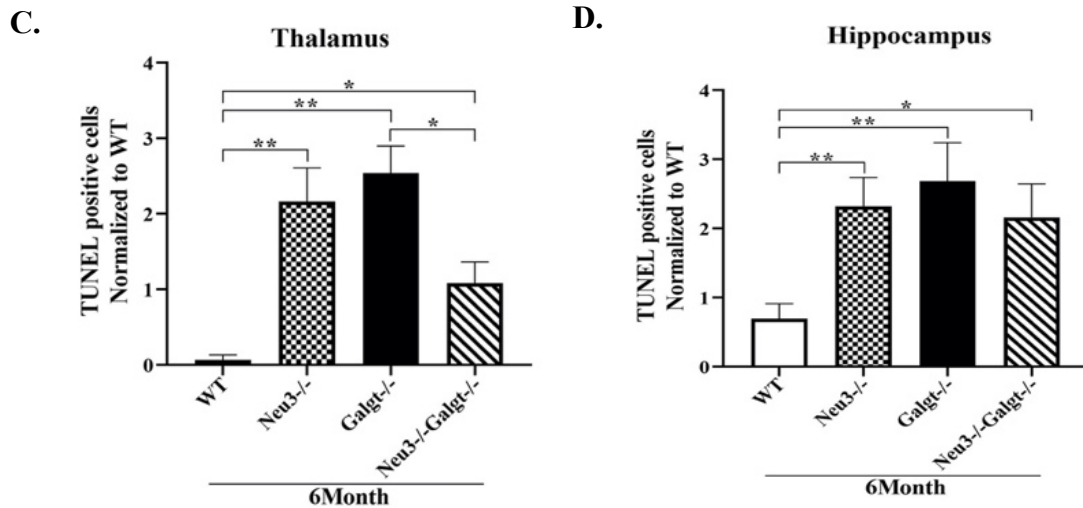 C.
Thalamus
TUNEL positive cells
Normalized to WT
4
3
2
1
0
*
**
*
**
WT
Neu3-/-
Galgt-/-
Neu3-/-Galgt-/-
6Month
D.
Hippocampus
TUNEL positive cells
Normalized to WT
4
3
2
1
0
*
**
**
WT
Neu3-/-
Galgt-/-
Neu3-/-Galgt-/-
6Month